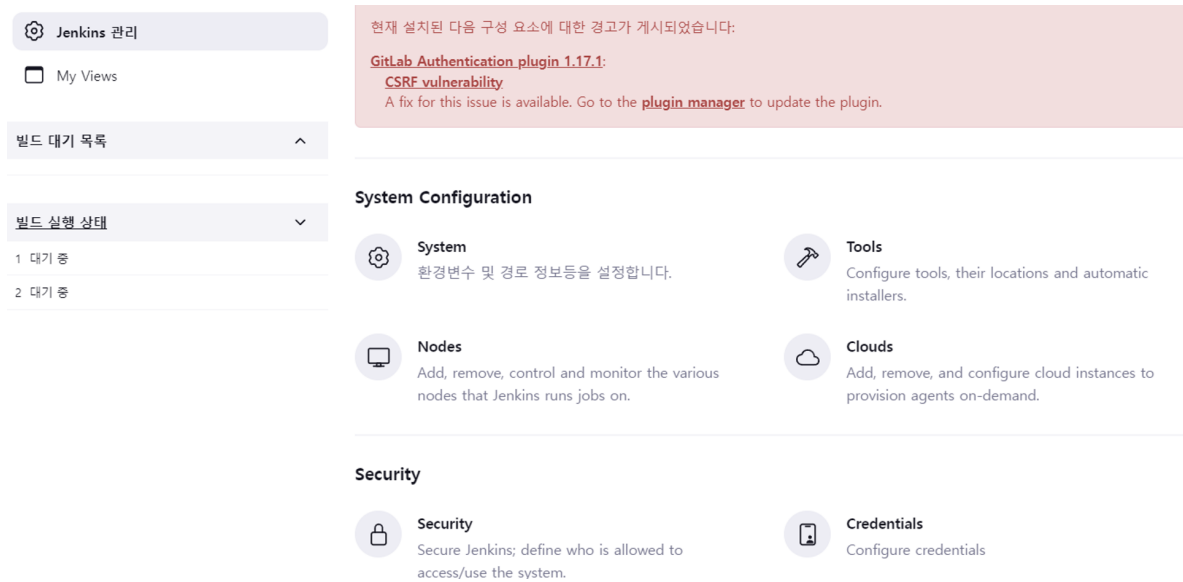 Jenkins 관리
My Views
빌드 대기 목록
빌드 실행 상태
1 대기 중
2 대기 중
현재 설치된 다음 구성 요소에 대한 경고가 게시되었습니다:
GitLab Authentication plugin 1.17.1:
CSRF vulnerability
A fix for this issue is available. Go to the plugin manager to update the plugin.
System Configuration
System
환경변수 및 경로 정보등을 설정합니다.
Tools
Configure tools, their locations and automatic
installers.
Nodes
Add, remove, control and monitor the various
nodes that Jenkins runs jobs on.
Clouds
Add, remove, and configure cloud instances to
provision agents on-demand.
Security
Security
Secure Jenkins; define who is allowed to
access/use the system.
Credentials
Configure credentials